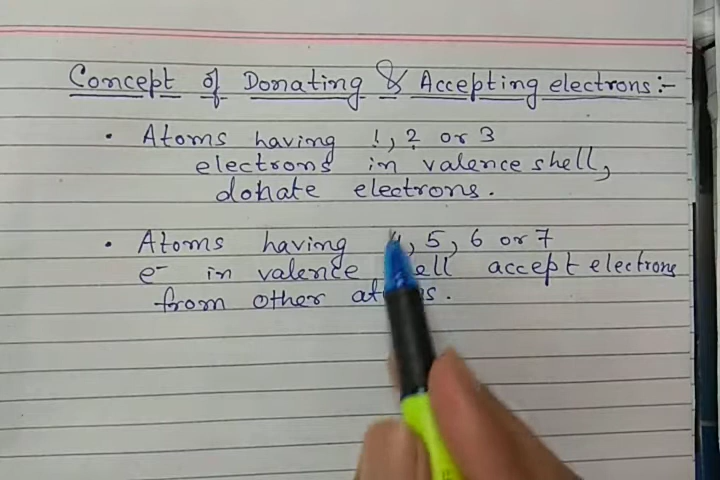 Concept of Donating & Accepting electrons:-
• Atoms having 1, 2 or 3
electrons in valence shell,
donate electrons.
• Atoms having 4, 5, 6 or 7
e⁻ in valence accept electrons
from other